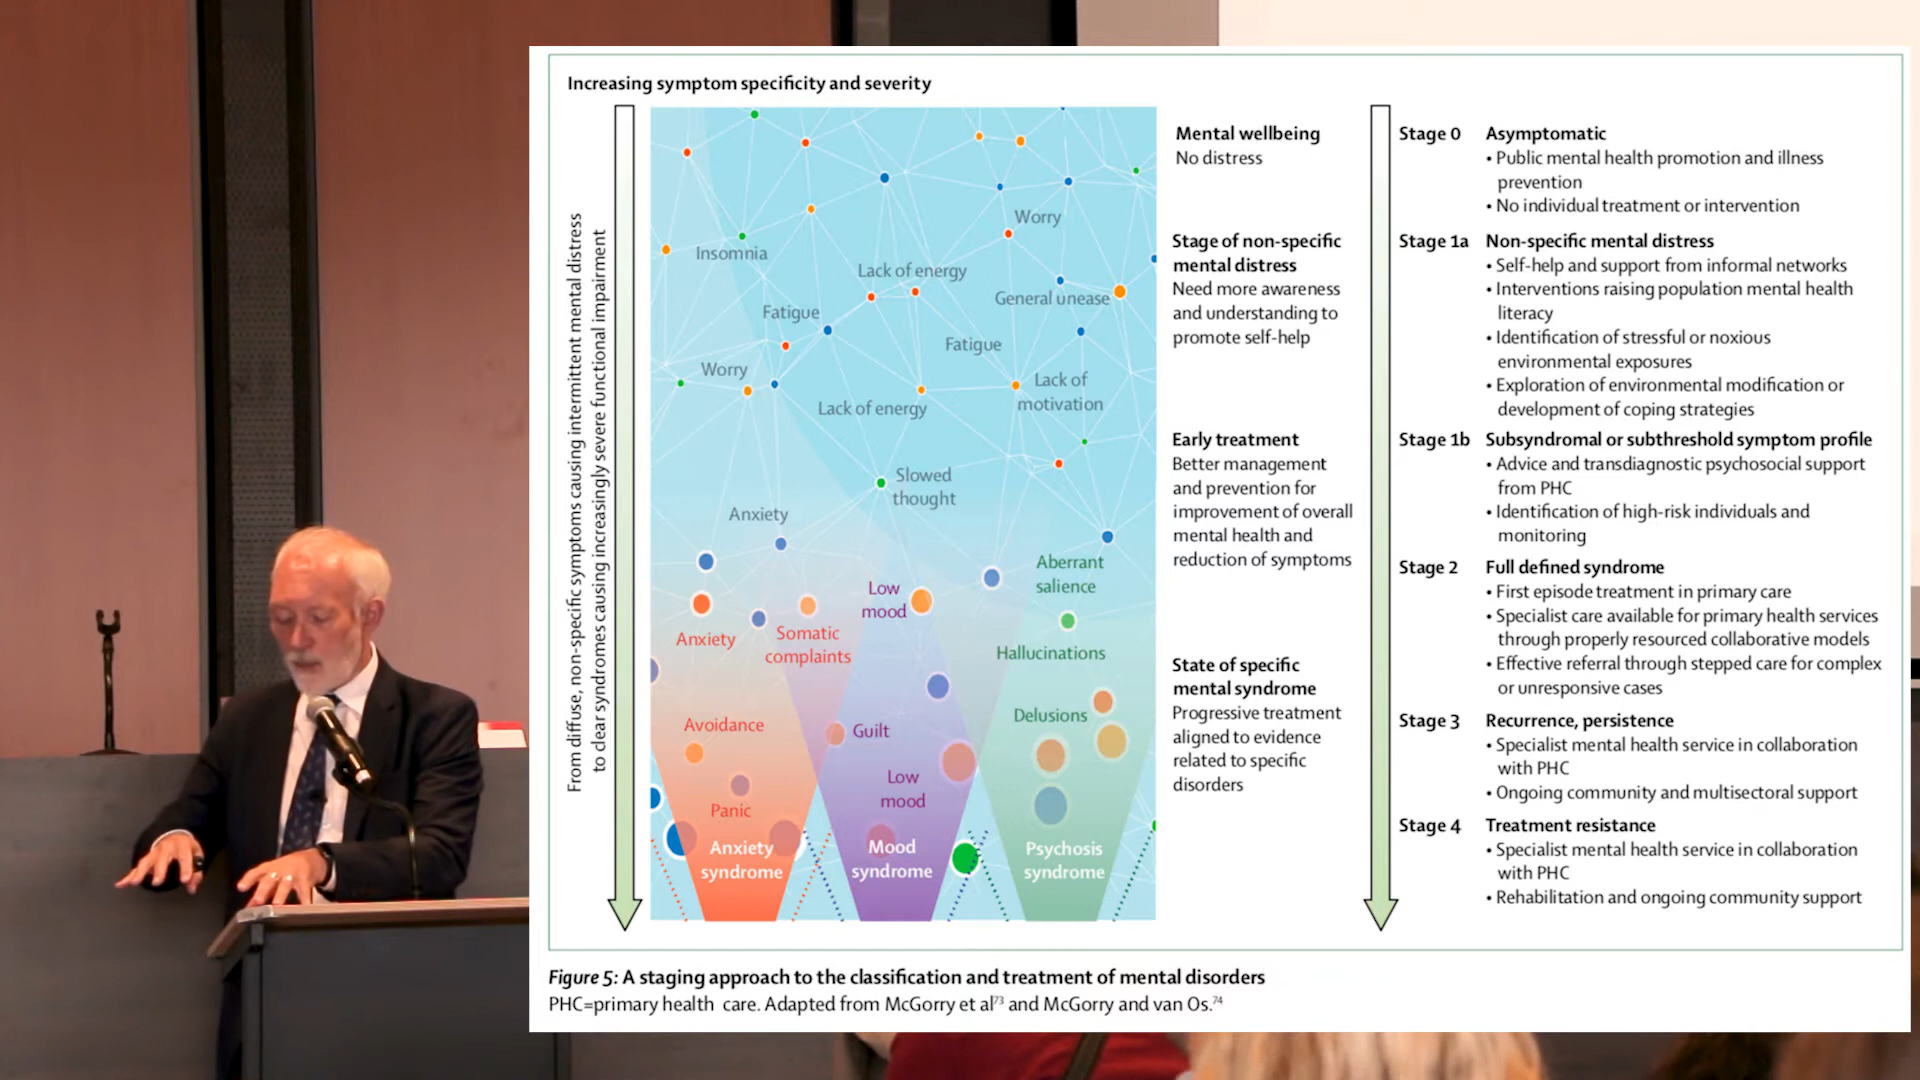 Increasing symptom specificity and severity
From diffuse, non-specific symptoms causing intermittent mental distress
to clear syndromes causing increasingly severe functional impairment
Worry
Insomnia
Lack of energy
General unease
Fatigue
Fatigue
Worry
Lack of
motivation
Lack of energy
Slowed
thought
Anxiety
Aberrant
salience
Low
mood
Anxiety
Somatic
complaints
Hallucinations
Delusions
Avoidance
Guilt
Low
mood
Panic
Anxiety
syndrome
Mood
syndrome
Psychosis
syndrome
Mental wellbeing
No distress
Stage of non-specific
mental distress
Need more awareness
and understanding to
promote self-help
Early treatment
Better management
and prevention for
improvement of overall
mental health and
reduction of symptoms
State of specific
mental syndrome
Progressive treatment
aligned to evidence
related to specific
disorders
Stage 0 Asymptomatic
• Public mental health promotion and illness
prevention
• No individual treatment or intervention
Stage 1a Non-specific mental distress
• Self-help and support from informal networks
• Interventions raising population mental health
literacy
• Identification of stressful or noxious
environmental exposures
• Exploration of environmental modification or
development of coping strategies
Stage 1b Subsyndromal or subthreshold symptom profile
• Advice and transdiagnostic psychosocial support
from PHC
• Identification of high-risk individuals and
monitoring
Stage 2 Full defined syndrome
• First episode treatment in primary care
• Specialist care available for primary health services
through properly resourced collaborative models
• Effective referral through stepped care for complex
or unresponsive cases
Stage 3 Recurrence, persistence
• Specialist mental health service in collaboration
with PHC
• Ongoing community and multisectoral support
Stage 4 Treatment resistance
• Specialist mental health service in collaboration
with PHC
• Rehabilitation and ongoing community support
Figure 5: A staging approach to the classification and treatment of mental disorders
PHC=primary health care. Adapted from McGorry et al73 and McGorry and van Os.74